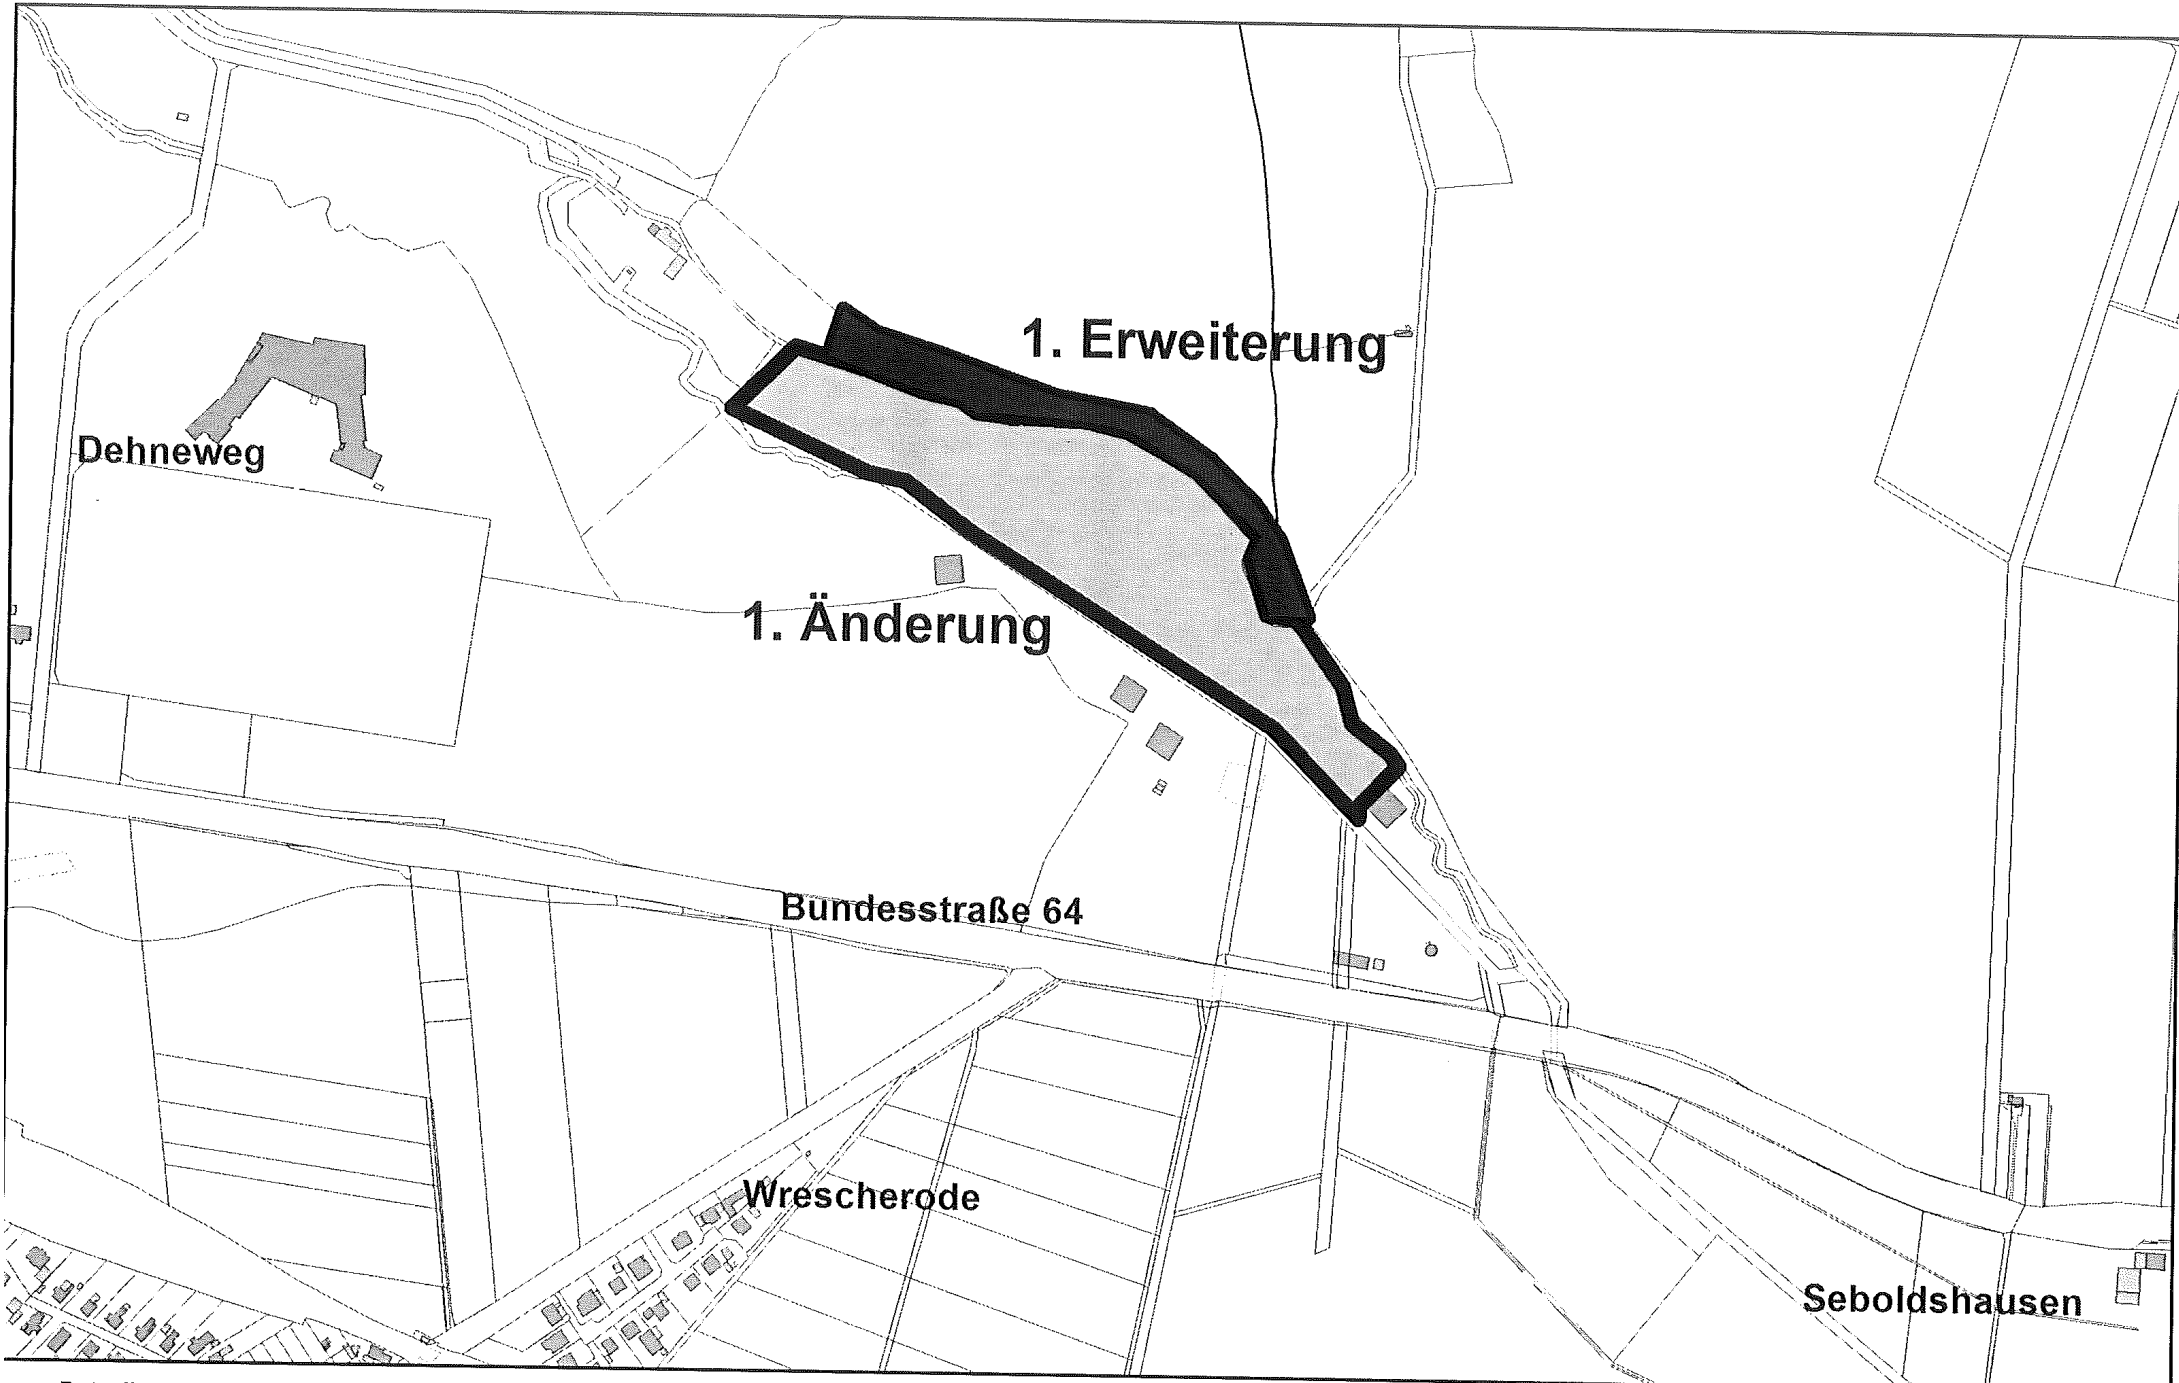 1. Erweiterung
Dehneweg
1. Änderung
Bundesstraße 64
Wrescherode
Seboldshausen